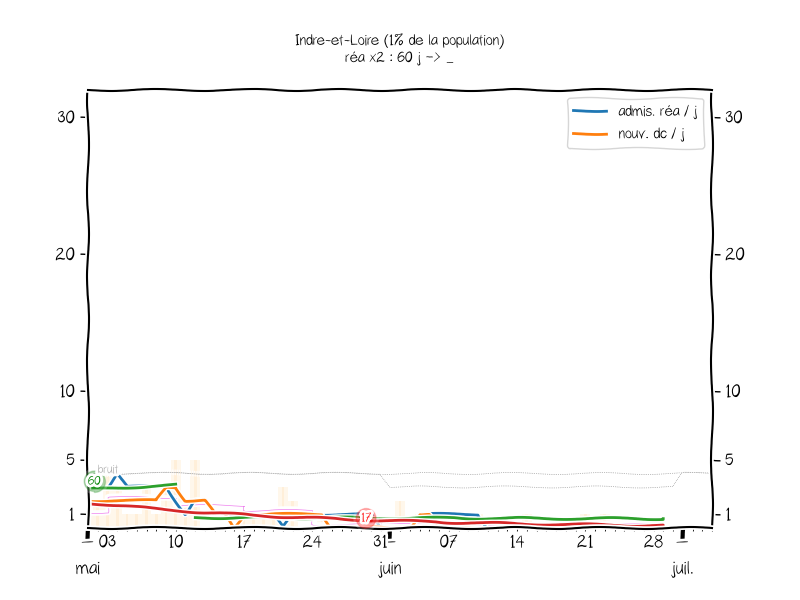 Indre-et-Loire (1% de la population)
réa x2 : 60 j -> _
admis. réa / j
nouv. dc / j
30
30
20
20
10
10
5
5
1
1
bruit
60
17
03 10 17 24 31 07 14 21 28
mai juin juil.